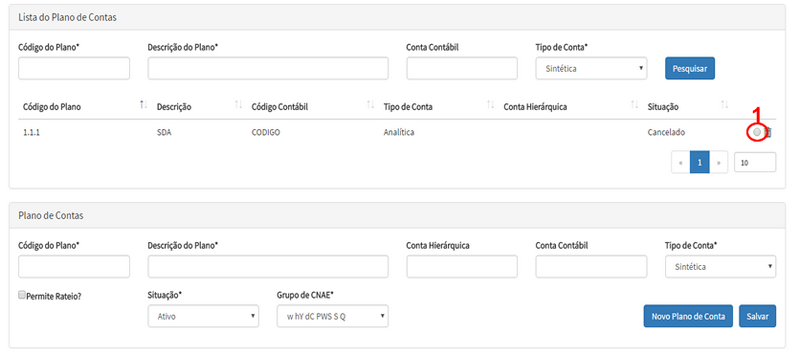 Lista do Plano de Contas
Código do Plano* Descrição do Plano* Conta Contábil Tipo de Conta*
Sintética Pesquisar
Código do Plano Descrição Código Contábil Tipo de Conta Conta Hierárquica Situação
1
1.1.1 SDA CODIGO Analítica Cancelado
« 1 » 10
Plano de Contas
Código do Plano* Descrição do Plano* Conta Hierárquica Conta Contábil Tipo de Conta*
Sintética
Permite Rateio? Situação* Grupo de CNAE*
Ativo w hY dC PWS S Q Novo Plano de Conta Salvar